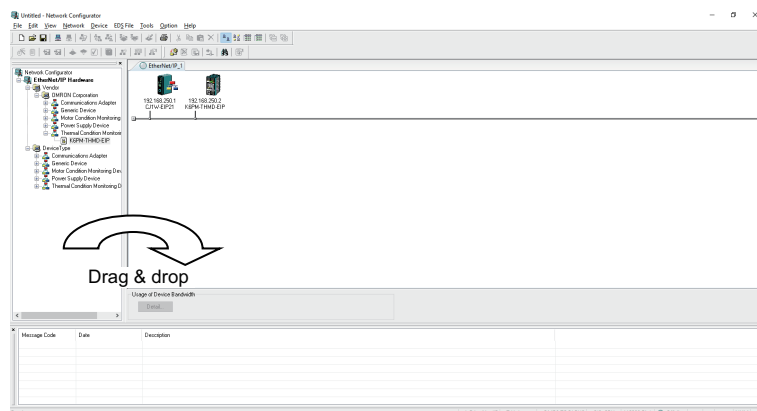 Untitled - Network Configurator
File Edit View Network Device EDS File Tools Option Help
EtherNet/IP_1
Network Configurator
EtherNet/IP Hardware
Vendor
OMRON Corporation
Communications Adapter
Generic Device
Motor Condition Monitoring
Power Supply Device
Thermal Condition Monitorin
K6PM-THMD-EIP
DeviceType
Communications Adapter
Generic Device
Motor Condition Monitoring Dev
Power Supply Device
Thermal Condition Monitoring D
192.168.250.1
CJ1W-EIP21
192.168.250.2
K6PM-THMD-EIP
Drag & drop
Usage of Device Bandwidth
Detail...
Message Code Date Description